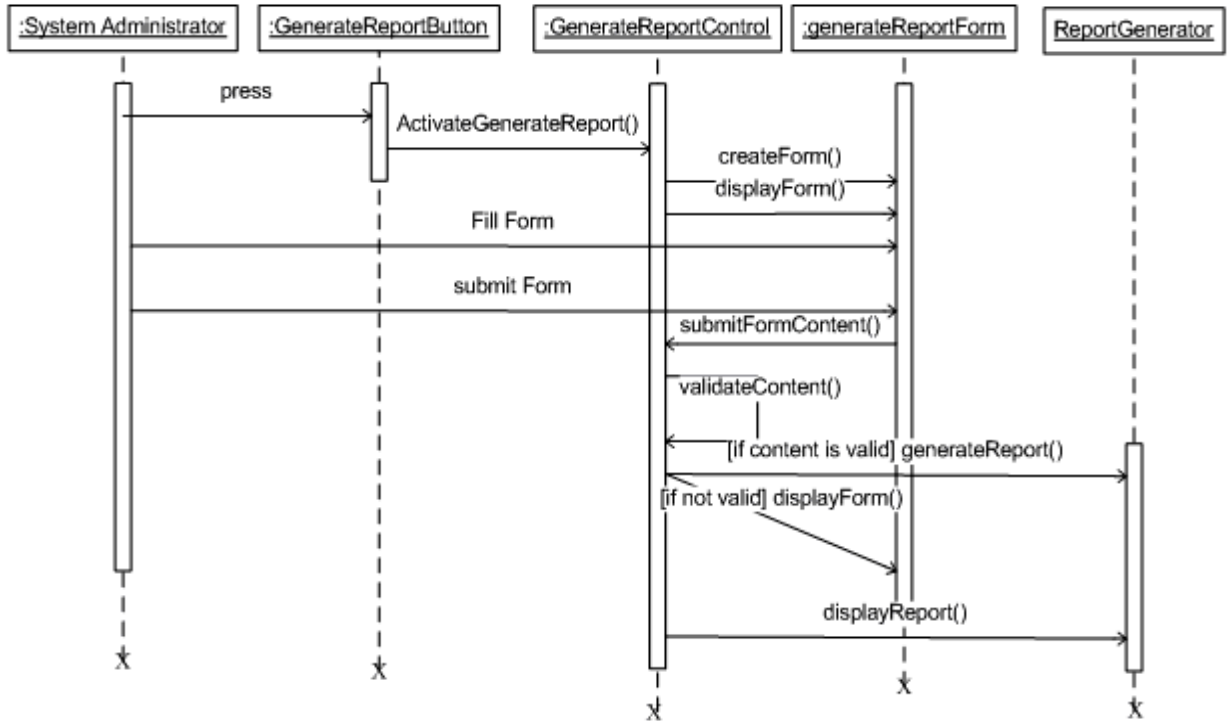 :System Administrator
:GenerateReportButton
:GenerateReportControl
:generateReportForm
ReportGenerator
press
ActivateGenerateReport()
createForm()
displayForm()
Fill Form
submit Form
submitFormContent()
validateContent()
[if content is valid] generateReport()
[if not valid] displayForm()
displayReport()
X
X
X
X
X